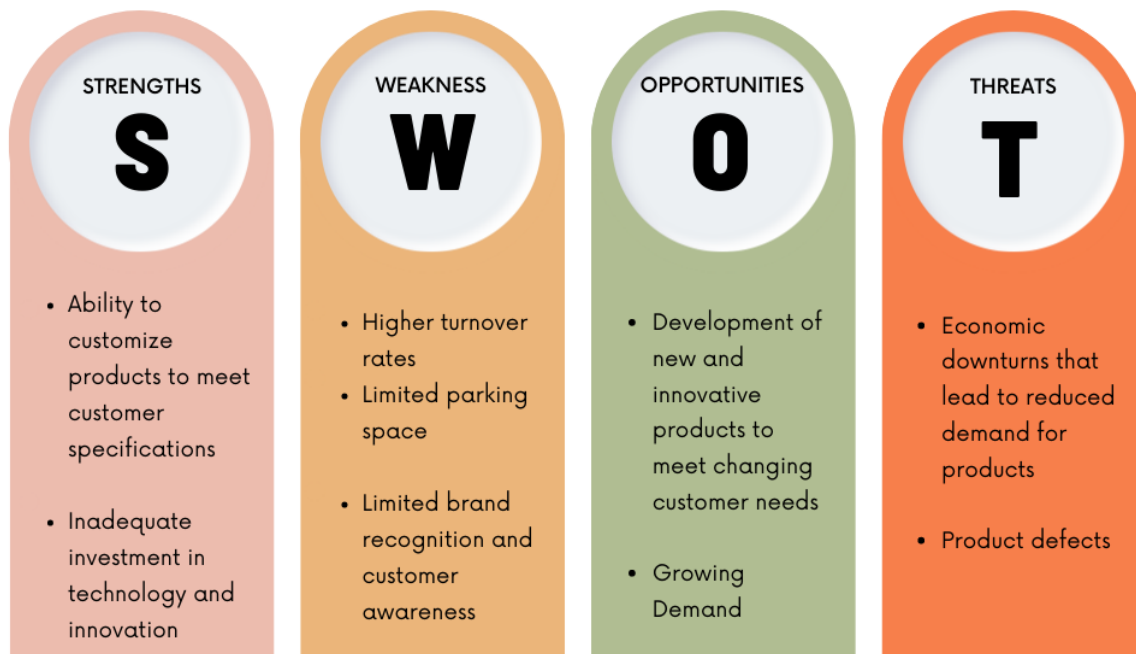 STRENGTHS
S
• Ability to
customize
products to meet
customer
specifications
• Inadequate
investment in
technology and
innovation
WEAKNESS
W
• Higher turnover
rates
• Limited parking
space
• Limited brand
recognition and
customer
awareness
OPPORTUNITIES
O
• Development of
new and
innovative
products to
meet changing
customer needs
• Growing
Demand
THREATS
T
• Economic
downturns that
lead to reduced
demand for
products
• Product defects